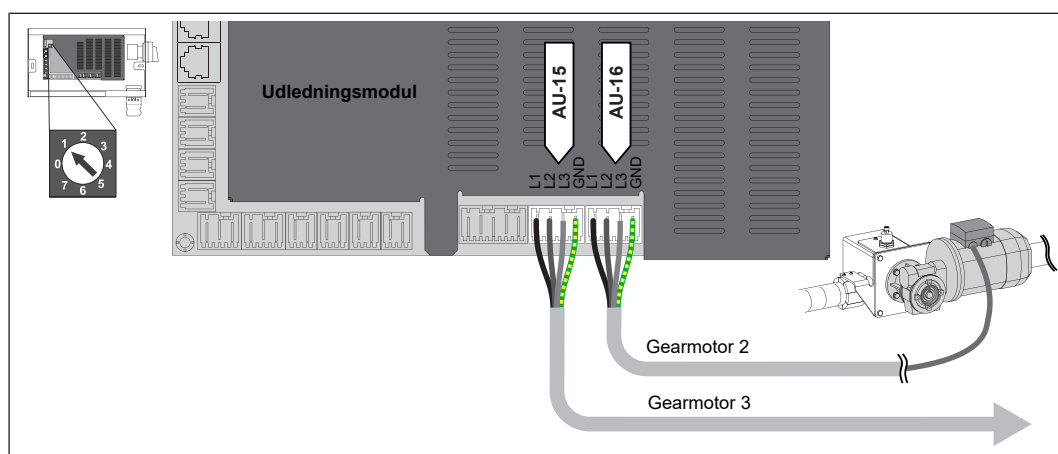 Udledningsmodul
AU-15
AU-16
L1
L2
L3
GND
L1
L2
L3
GND
0
1
2
3
4
5
6
7
Gearmotor 2
Gearmotor 3